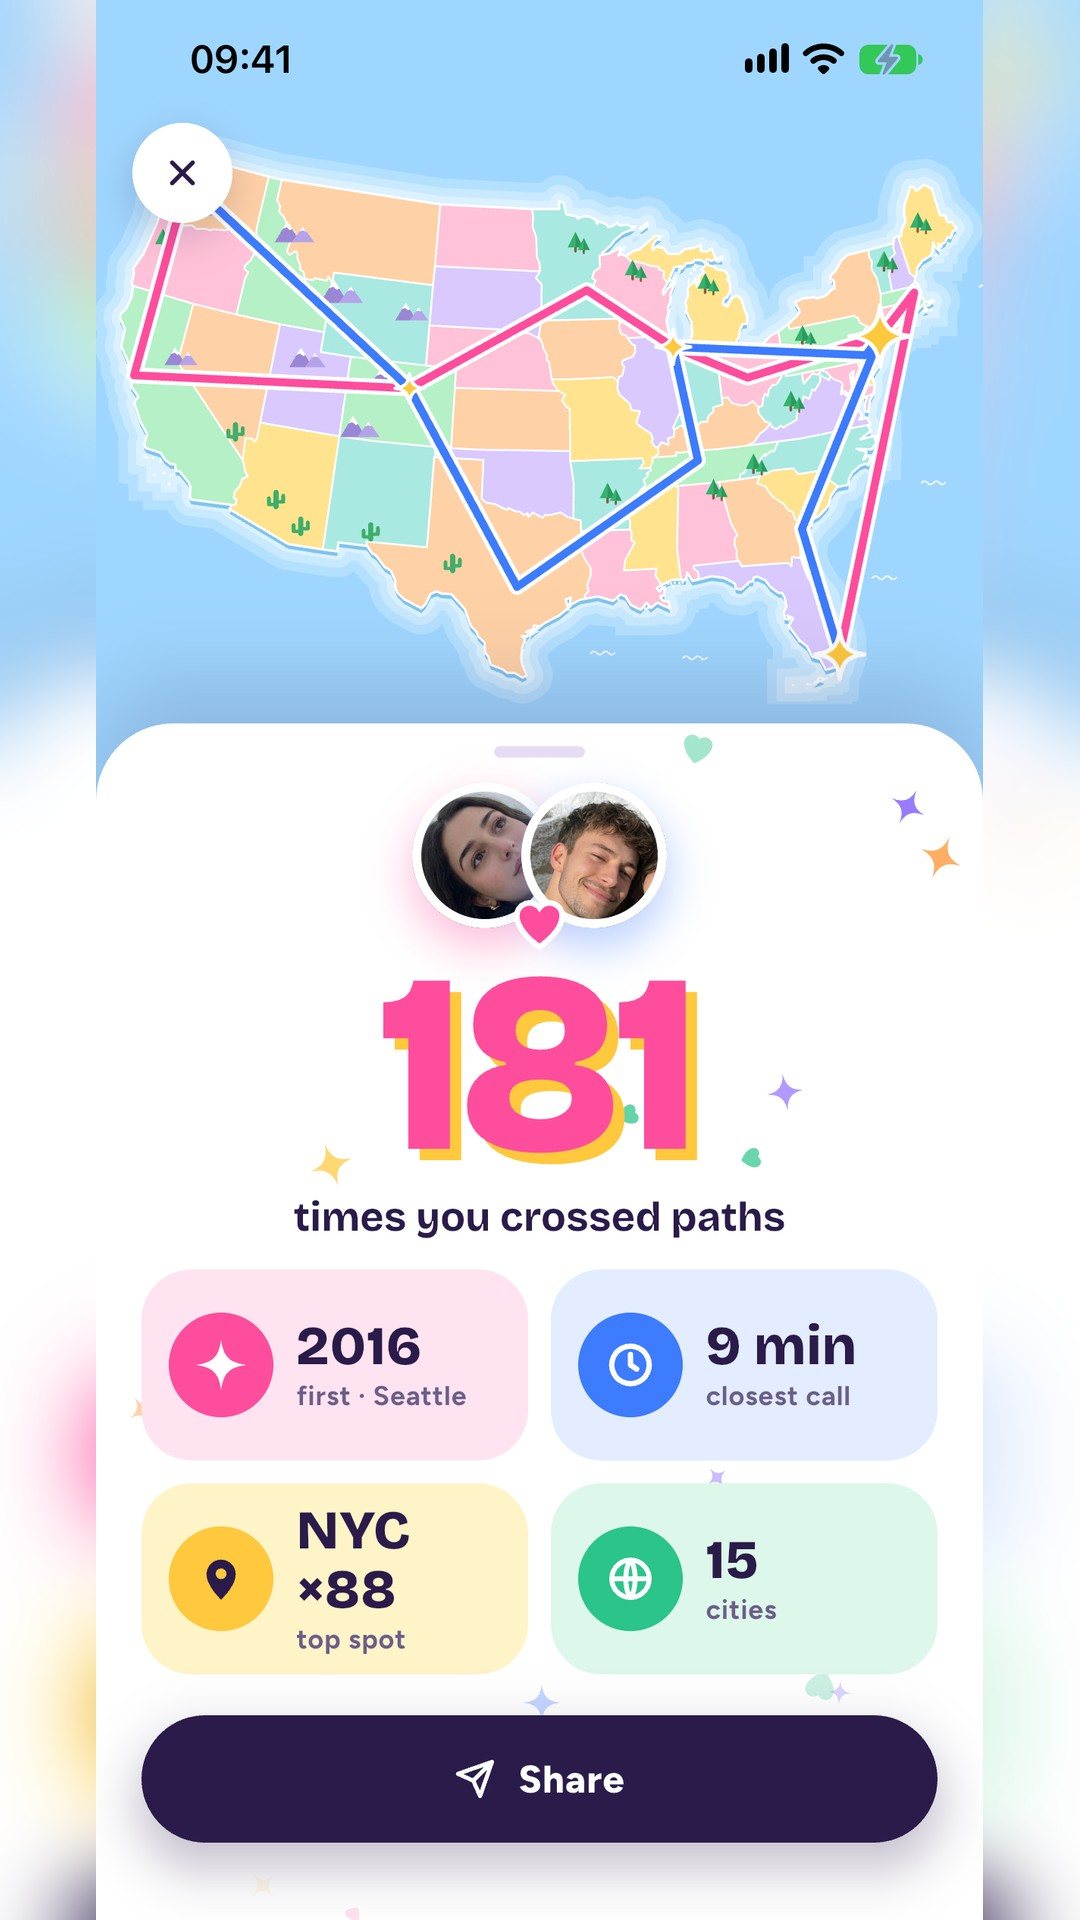 09:41
181
times you crossed paths
2016
first · Seattle
9 min
closest call
NYC
×88
top spot
15
cities
Share